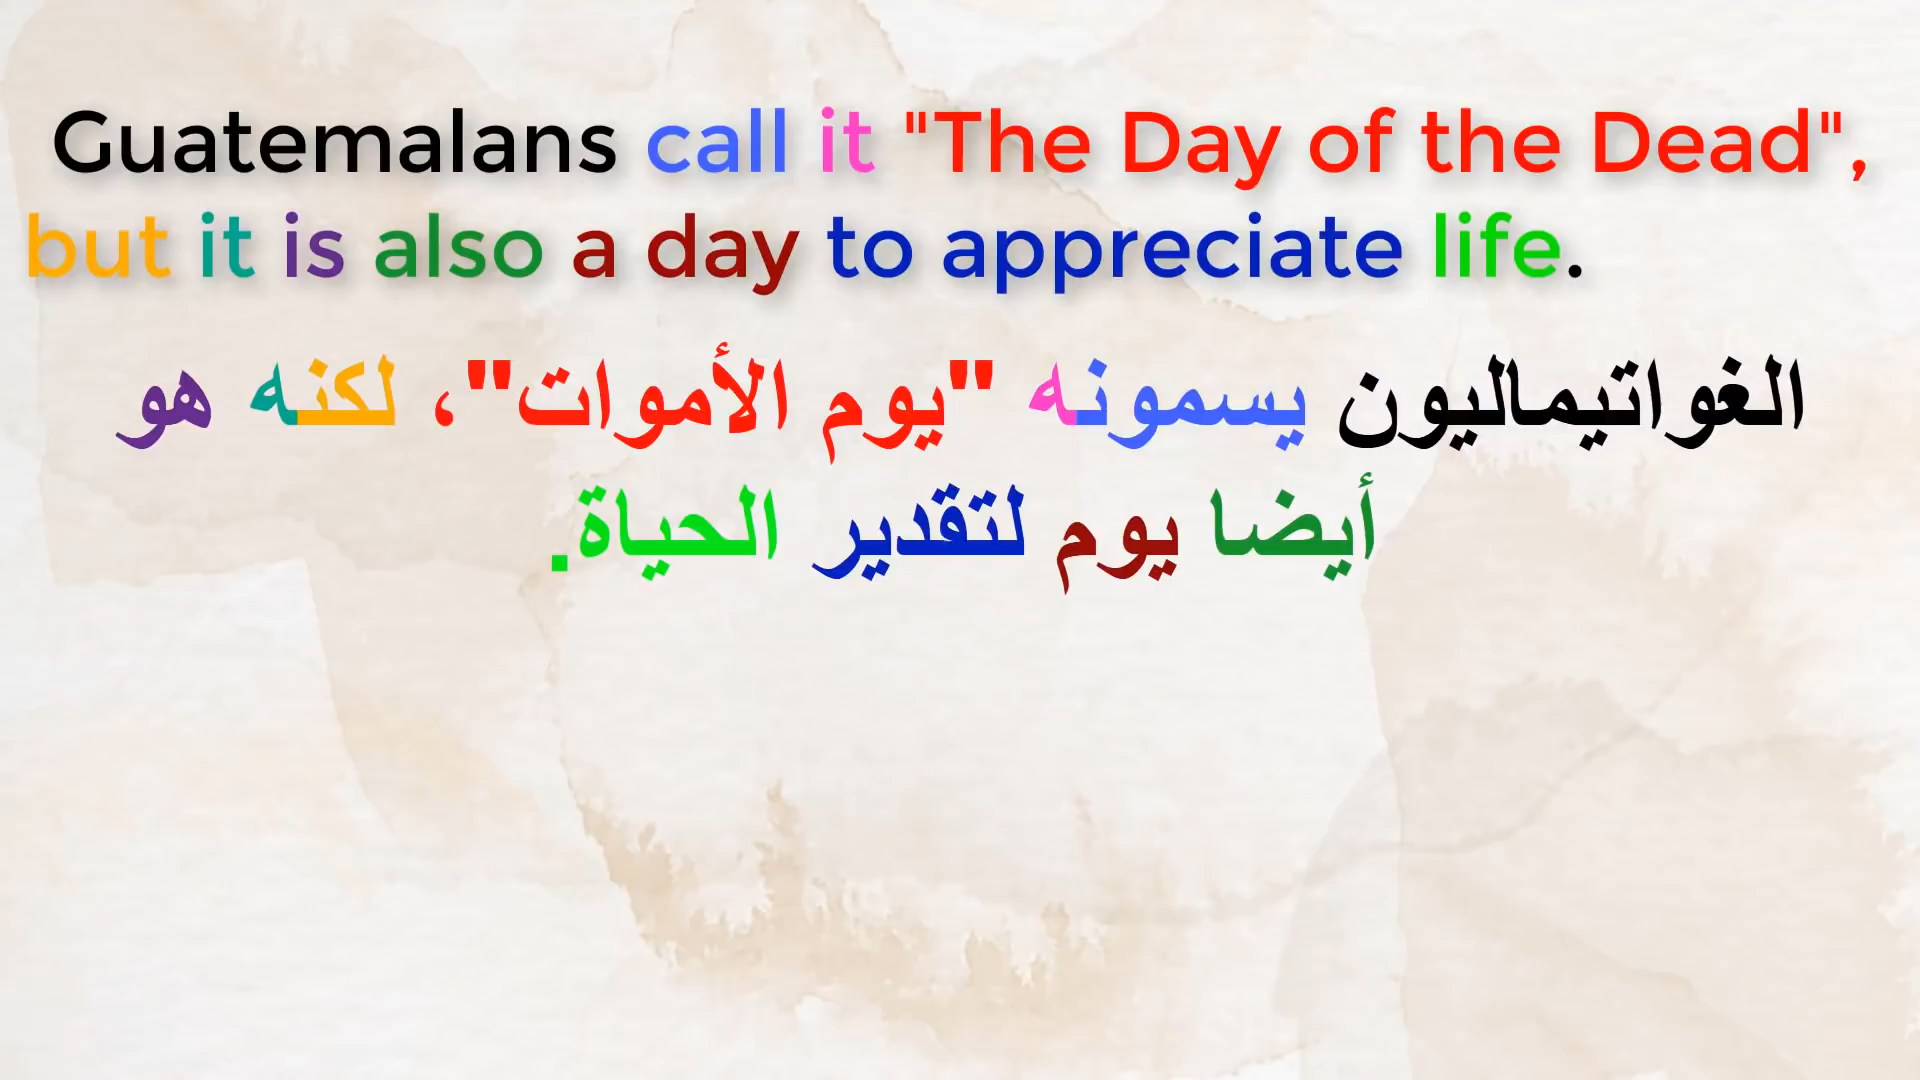 Guatemalans call it "The Day of the Dead",
but it is also a day to appreciate life.
الغواتيماليون يسمونه "يوم الأموات"، لكنه هو
أيضا يوم لتقدير الحياة.